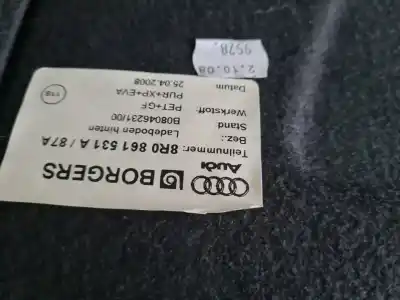 Audi BORGERS
Teilnummer: 8R0 861 531 A / 87A
Bez.: Ladeboden hinten
Stand B08046231/00
Werkstoff: PET+GF
PUR+XP+EVA
Datum 25.04.2008
2.10.08
9578.